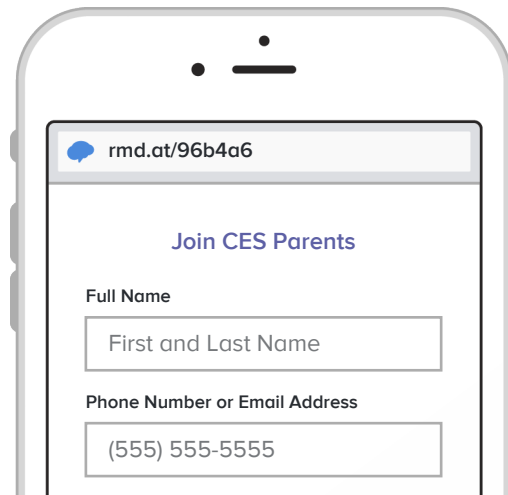 rmd.at/96b4a6
Join CES Parents
Full Name
First and Last Name
Phone Number or Email Address
(555) 555-5555